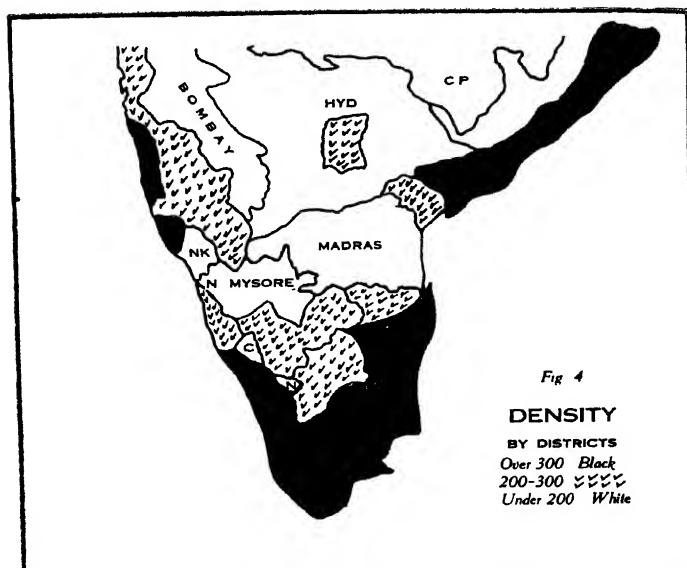 CP
HYD
BOMBAY
MADRAS
NK
N MYSORE
C
N
Fig 4
DENSITY
BY DISTRICTS
Over 300 Black
200-300
Under 200 White